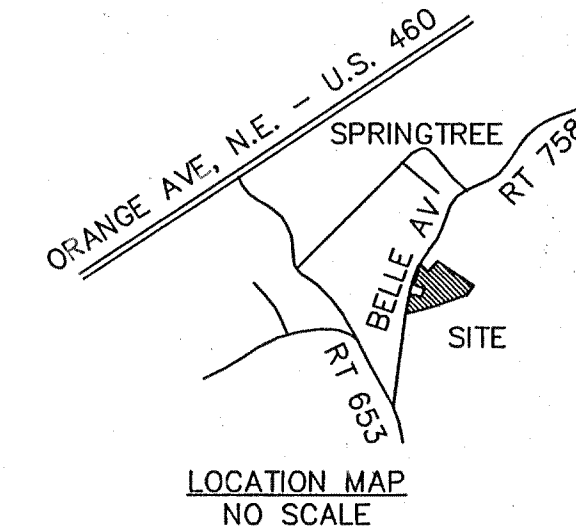 ORANGE AVE, N.E. - U.S. 460
SPRINGTREE
RT 758
BELLE AV
SITE
RT 653
LOCATION MAP
NO SCALE